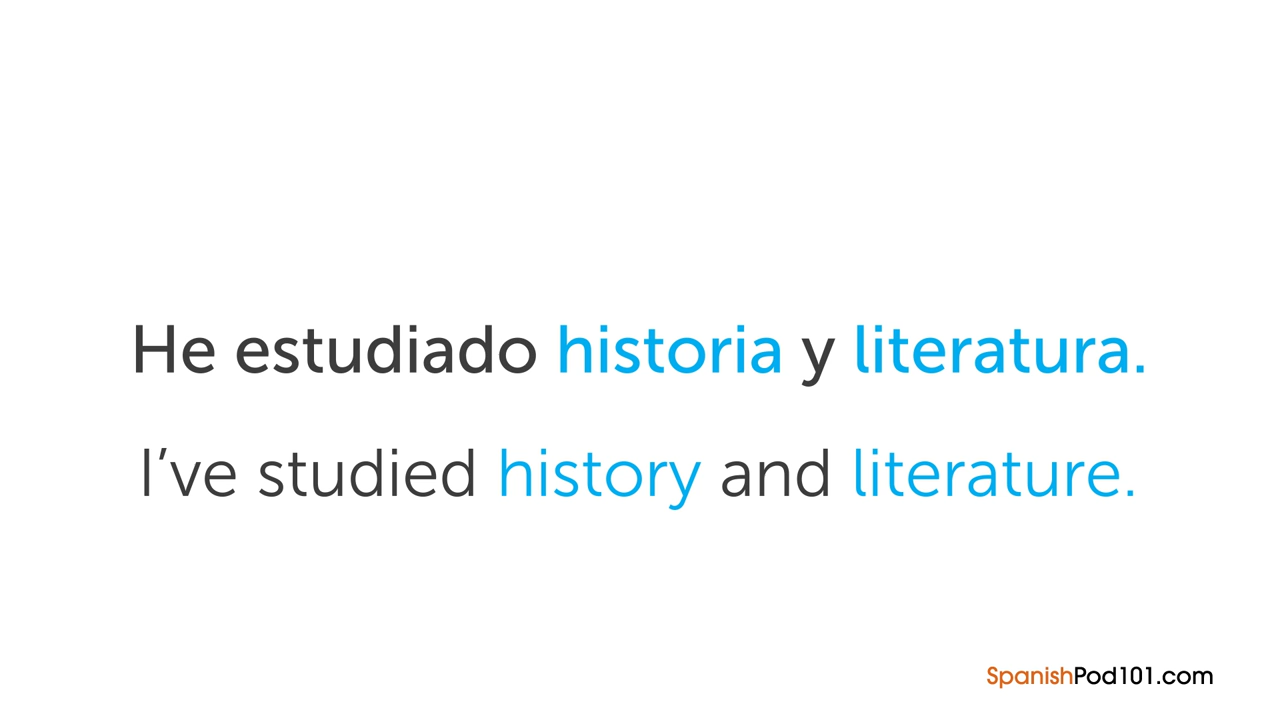 He estudiado historia y literatura.
I've studied history and literature.
SpanishPod101.com